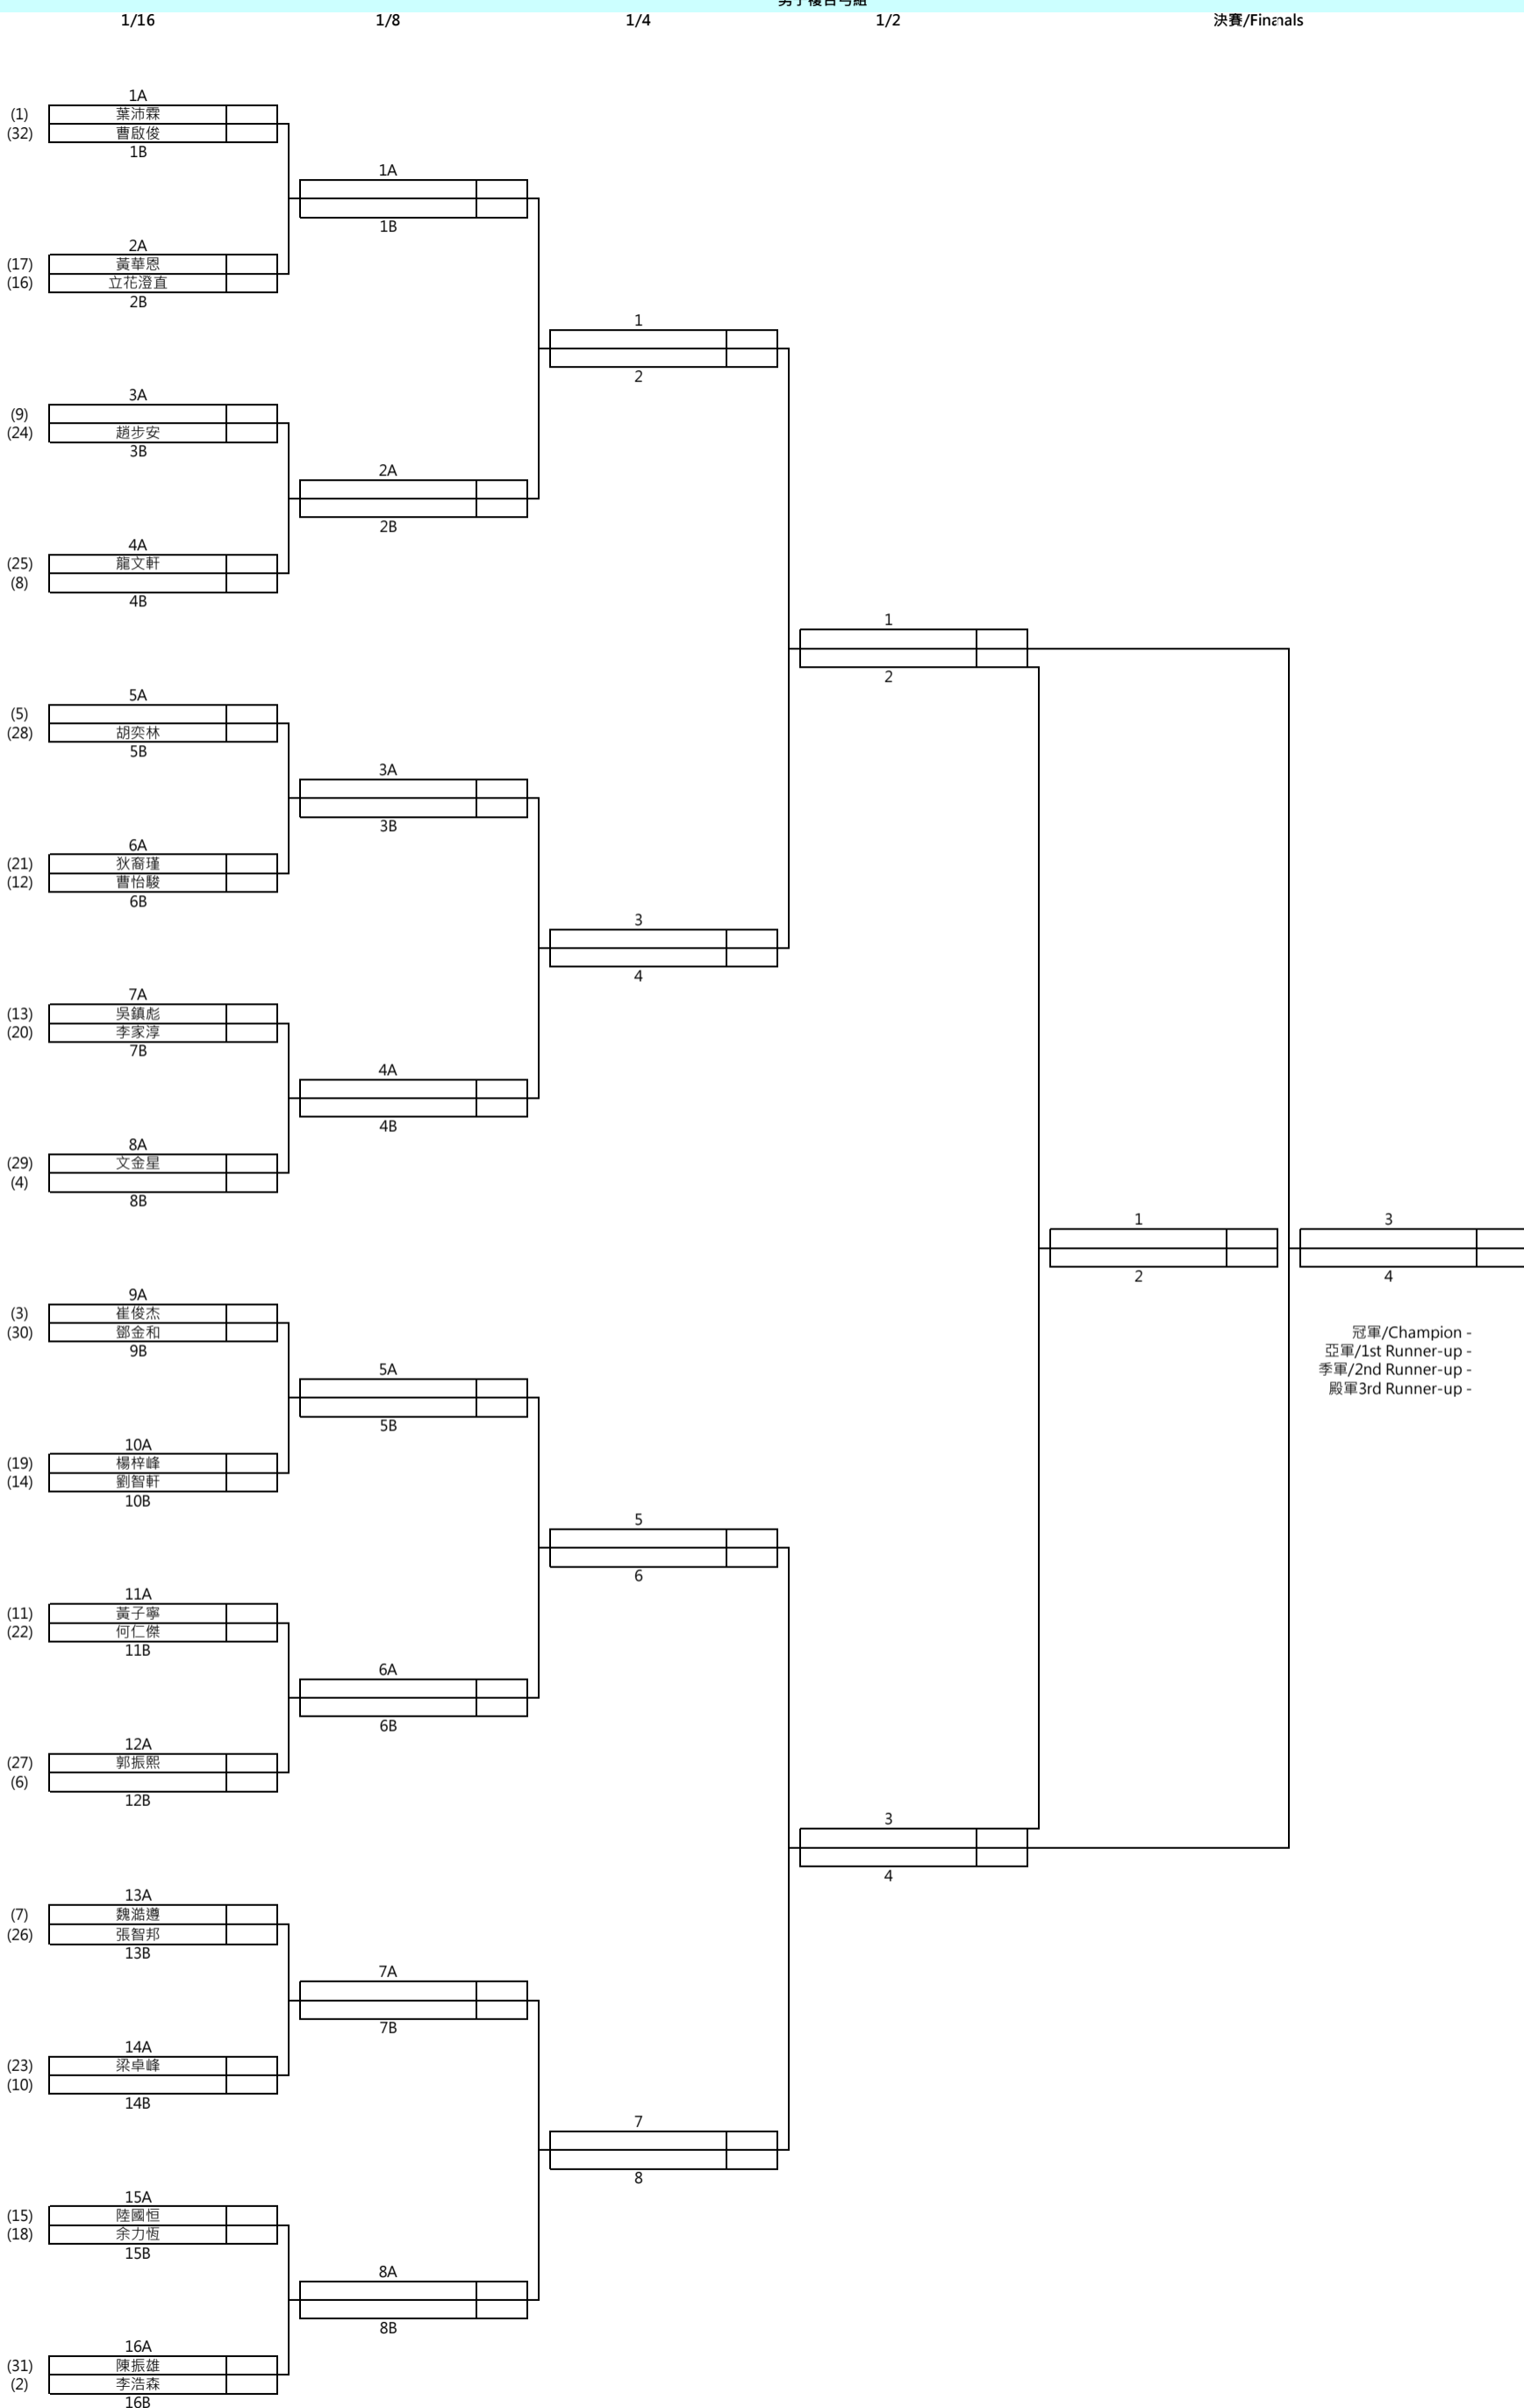 男子複合弓組
1/16 1/8 1/4 1/2 決賽/Finanals
1A
(1) 葉沛霖
(32) 曹啟俊
1B
1A
1B
2A
(17) 黃華恩
(16) 立花澄直
2B
1
2
3A
(9)
(24) 趙步安
3B
2A
2B
4A
(25) 龍文軒
(8)
4B
1
2
5A
(5)
(28) 胡奕林
5B
3A
3B
6A
(21) 狄裔瑾
(12) 曹怡駿
6B
3
4
7A
(13) 吳鎮彪
(20) 李家淳
7B
4A
4B
8A
(29) 文金星
(4)
8B
1 3
2 4
9A
(3) 崔俊杰
(30) 鄧金和
9B
冠軍/Champion -
亞軍/1st Runner-up -
季軍/2nd Runner-up -
殿軍3rd Runner-up -
5A
5B
10A
(19) 楊梓峰
(14) 劉智軒
10B
5
6
11A
(11) 黃子寧
(22) 何仁傑
11B
6A
6B
12A
(27) 郭振熙
(6)
12B
3
4
13A
(7) 魏澔遵
(26) 張智邦
13B
7A
7B
14A
(23) 梁卓峰
(10)
14B
7
8
15A
(15) 陸國恒
(18) 余力恆
15B
8A
8B
16A
(31) 陳振雄
(2) 李浩森
16B